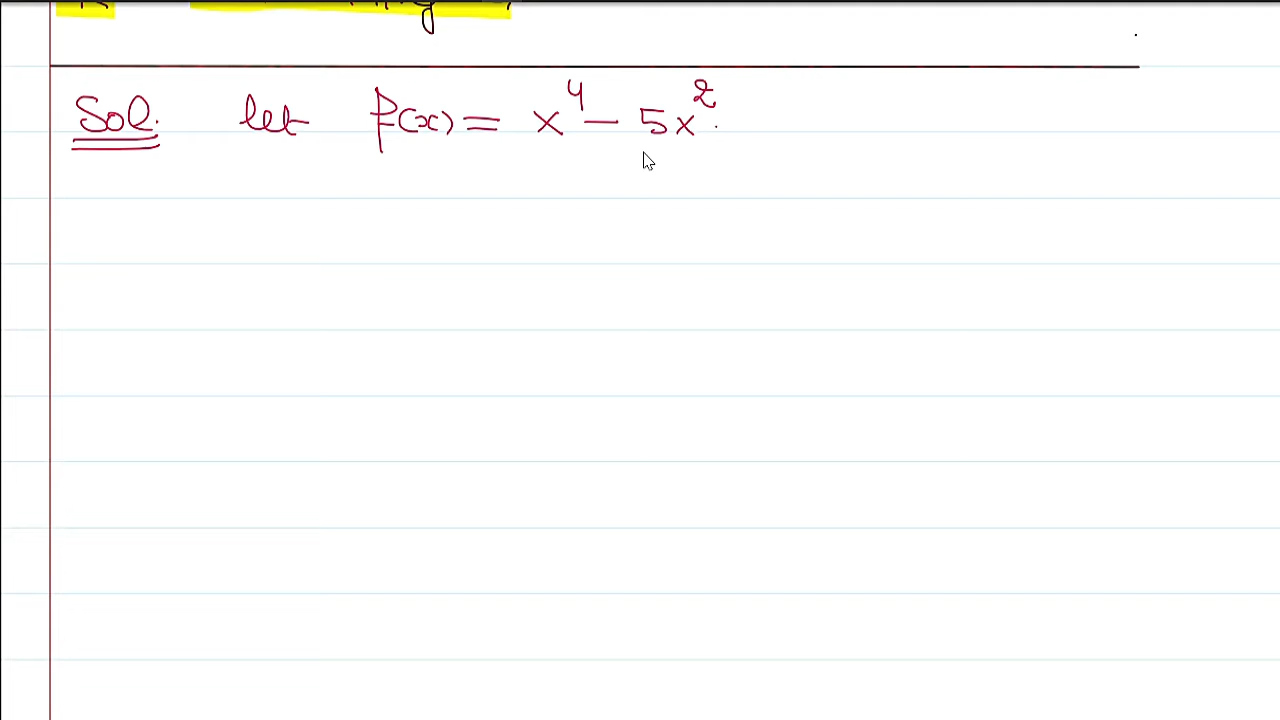 Sol. let P(x) = x⁴ - 5x²